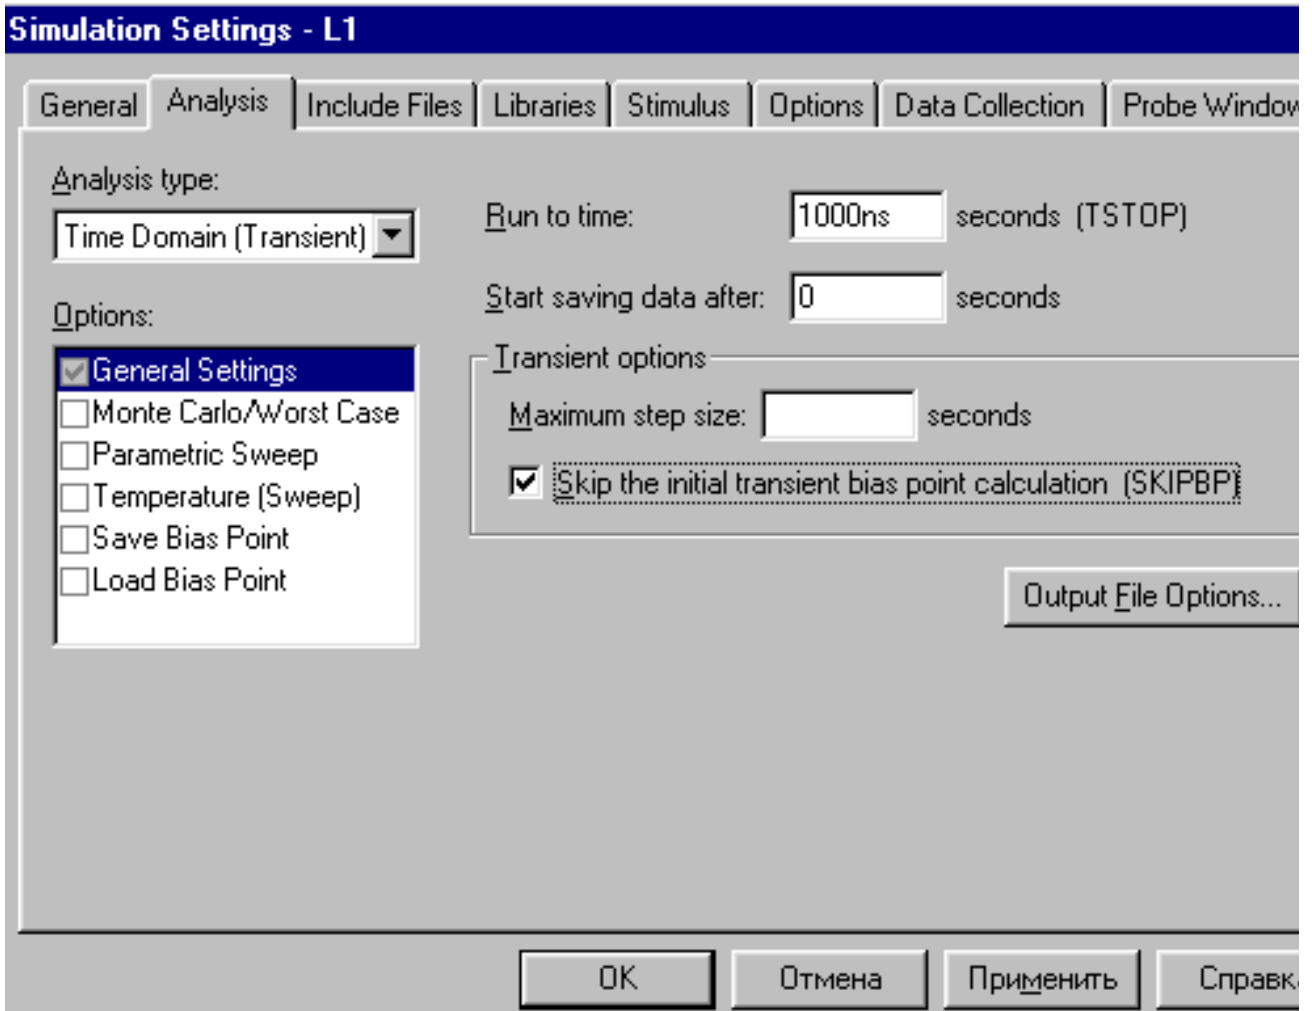 Simulation Settings - L1
General Analysis Include Files Libraries Stimulus Options Data Collection Probe Window
Analysis type:
Time Domain (Transient)
Run to time: 1000ns seconds (TSTOP)
Start saving data after: 0 seconds
Options:
General Settings
Monte Carlo/Worst Case
Parametric Sweep
Temperature (Sweep)
Save Bias Point
Load Bias Point
Transient options
Maximum step size: seconds
Skip the initial transient bias point calculation (SKIPBP)
Output File Options...
OK Отмена Применить Справка